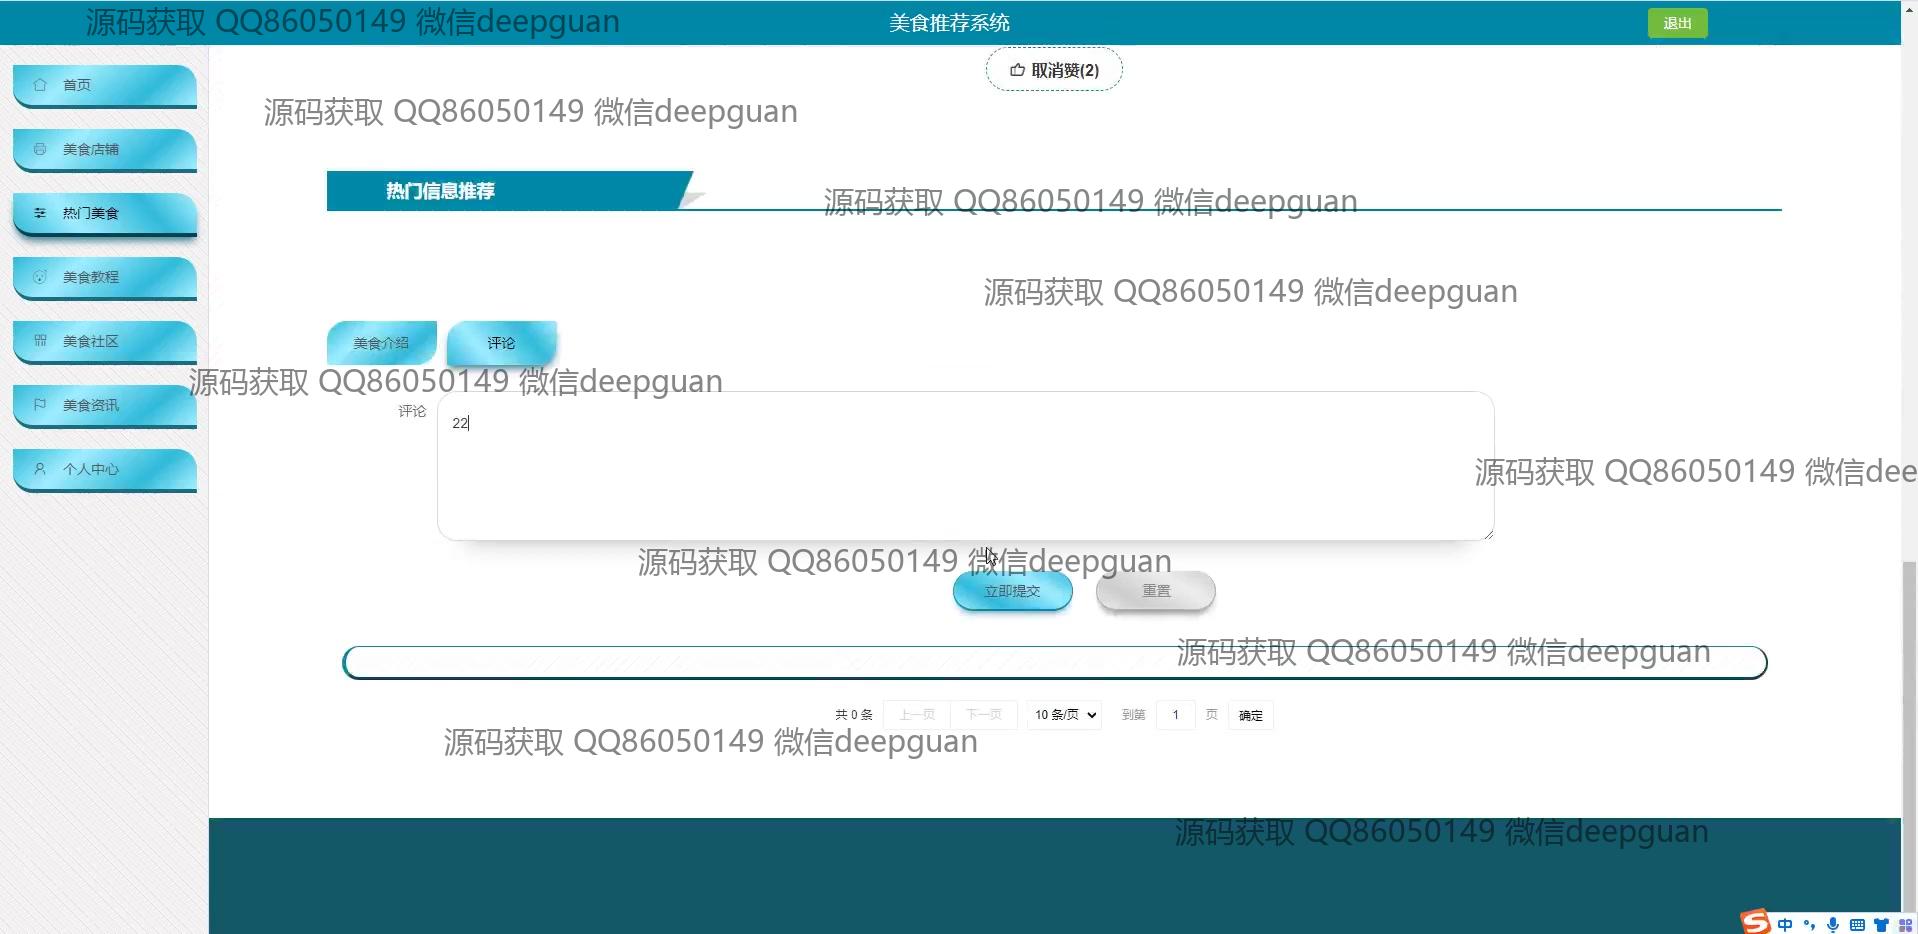 源码获取 QQ86050149 微信deepguan
美食推荐系统
退出
取消赞(2)
首页
源码获取 QQ86050149 微信deepguan
美食店铺
热门信息推荐
源码获取 QQ86050149 微信deepguan
热门美食
美食教程
源码获取 QQ86050149 微信deepguan
美食社区
美食介绍
评论
源码获取 QQ86050149 微信deepguan
美食资讯
评论
22
个人中心
源码获取 QQ86050149 微信dee
源码获取 QQ86050149 微信deepguan
立即提交
重置
源码获取 QQ86050149 微信deepguan
共 0 条
上一页
下一页
10 条/页
到第
1
页
确定
源码获取 QQ86050149 微信deepguan
源码获取 QQ86050149 微信deepguan
中